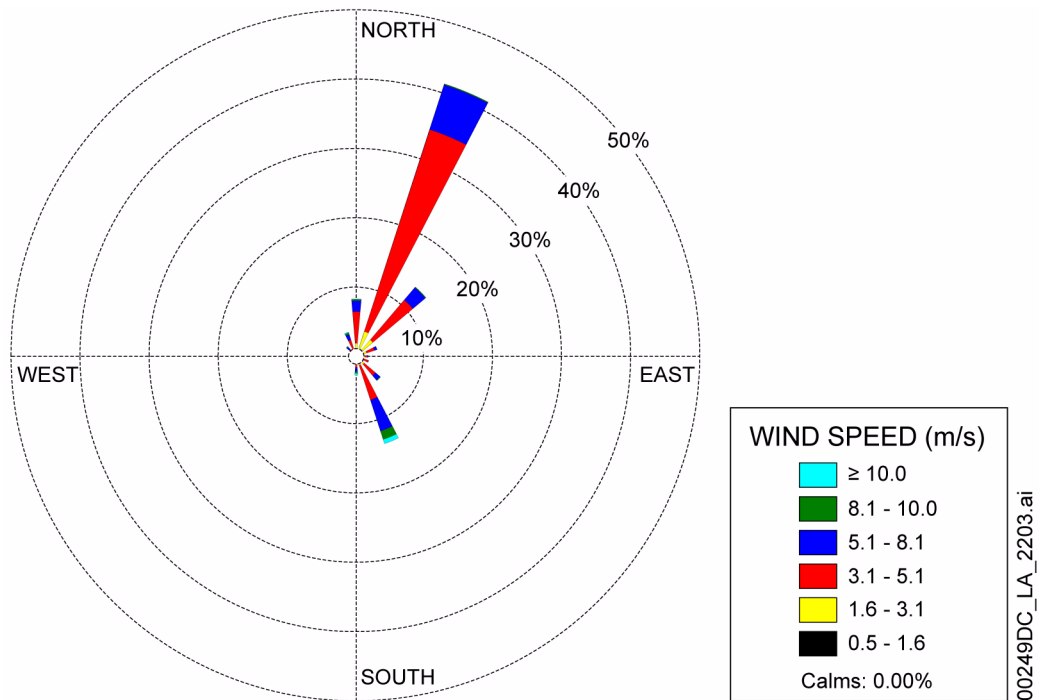 NORTH
50%
40%
30%
20%
10%
WEST
EAST
SOUTH
WIND SPEED (m/s)
≥ 10.0
8.1 - 10.0
5.1 - 8.1
3.1 - 5.1
1.6 - 3.1
0.5 - 1.6
Calms: 0.00%
00249DC_LA_2203.ai